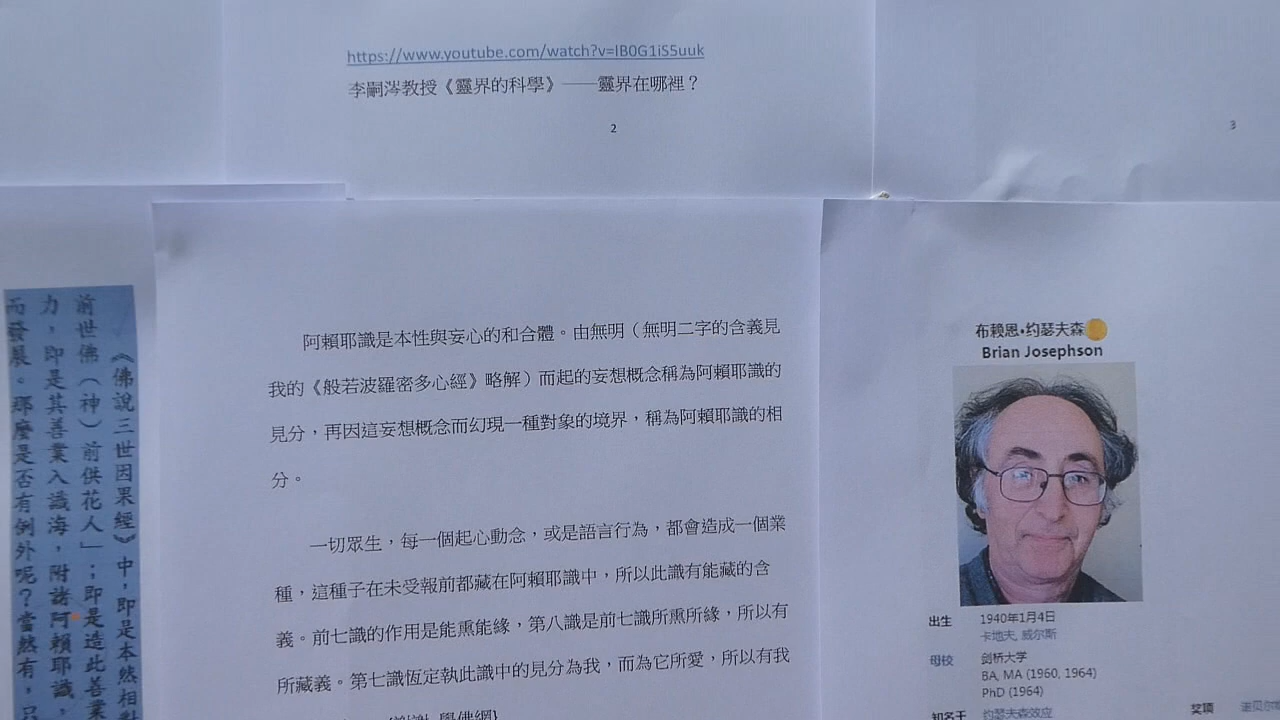 https://www.youtube.com/watch?v=IB0G1iS5uuk
李嗣涔教授《靈界的科學》──靈界在哪裡？
2
3
《佛說三世因果經》中，即是本然相對
前世佛（神）前供花人」；即是造此善業
力，即是其善業入識海，附諸阿賴耶識，
而發展。那麼是否有例外呢？當然有，只
阿賴耶識是本性與妄心的和合體。由無明（無明二字的含義見
我的《般若波羅密多心經》略解）而起的妄想概念稱為阿賴耶識的
見分，再因這妄想概念而幻現一種對象的境界，稱為阿賴耶識的相
分。
一切眾生，每一個起心動念，或是語言行為，都會造成一個業
種，這種子在未受報前都藏在阿賴耶識中，所以此識有能藏的含
義。前七識的作用是能熏能緣，第八識是前七識所熏所緣，所以有
所藏義。第七識恆定執此識中的見分為我，而為它所愛，所以有我
學佛網}
布赖恩·约瑟夫森
Brian Josephson
出生 1940年1月4日
卡地夫, 威尔斯
母校 剑桥大学
BA, MA (1960, 1964)
PhD (1964)
知名于 约瑟夫森效应
奖项